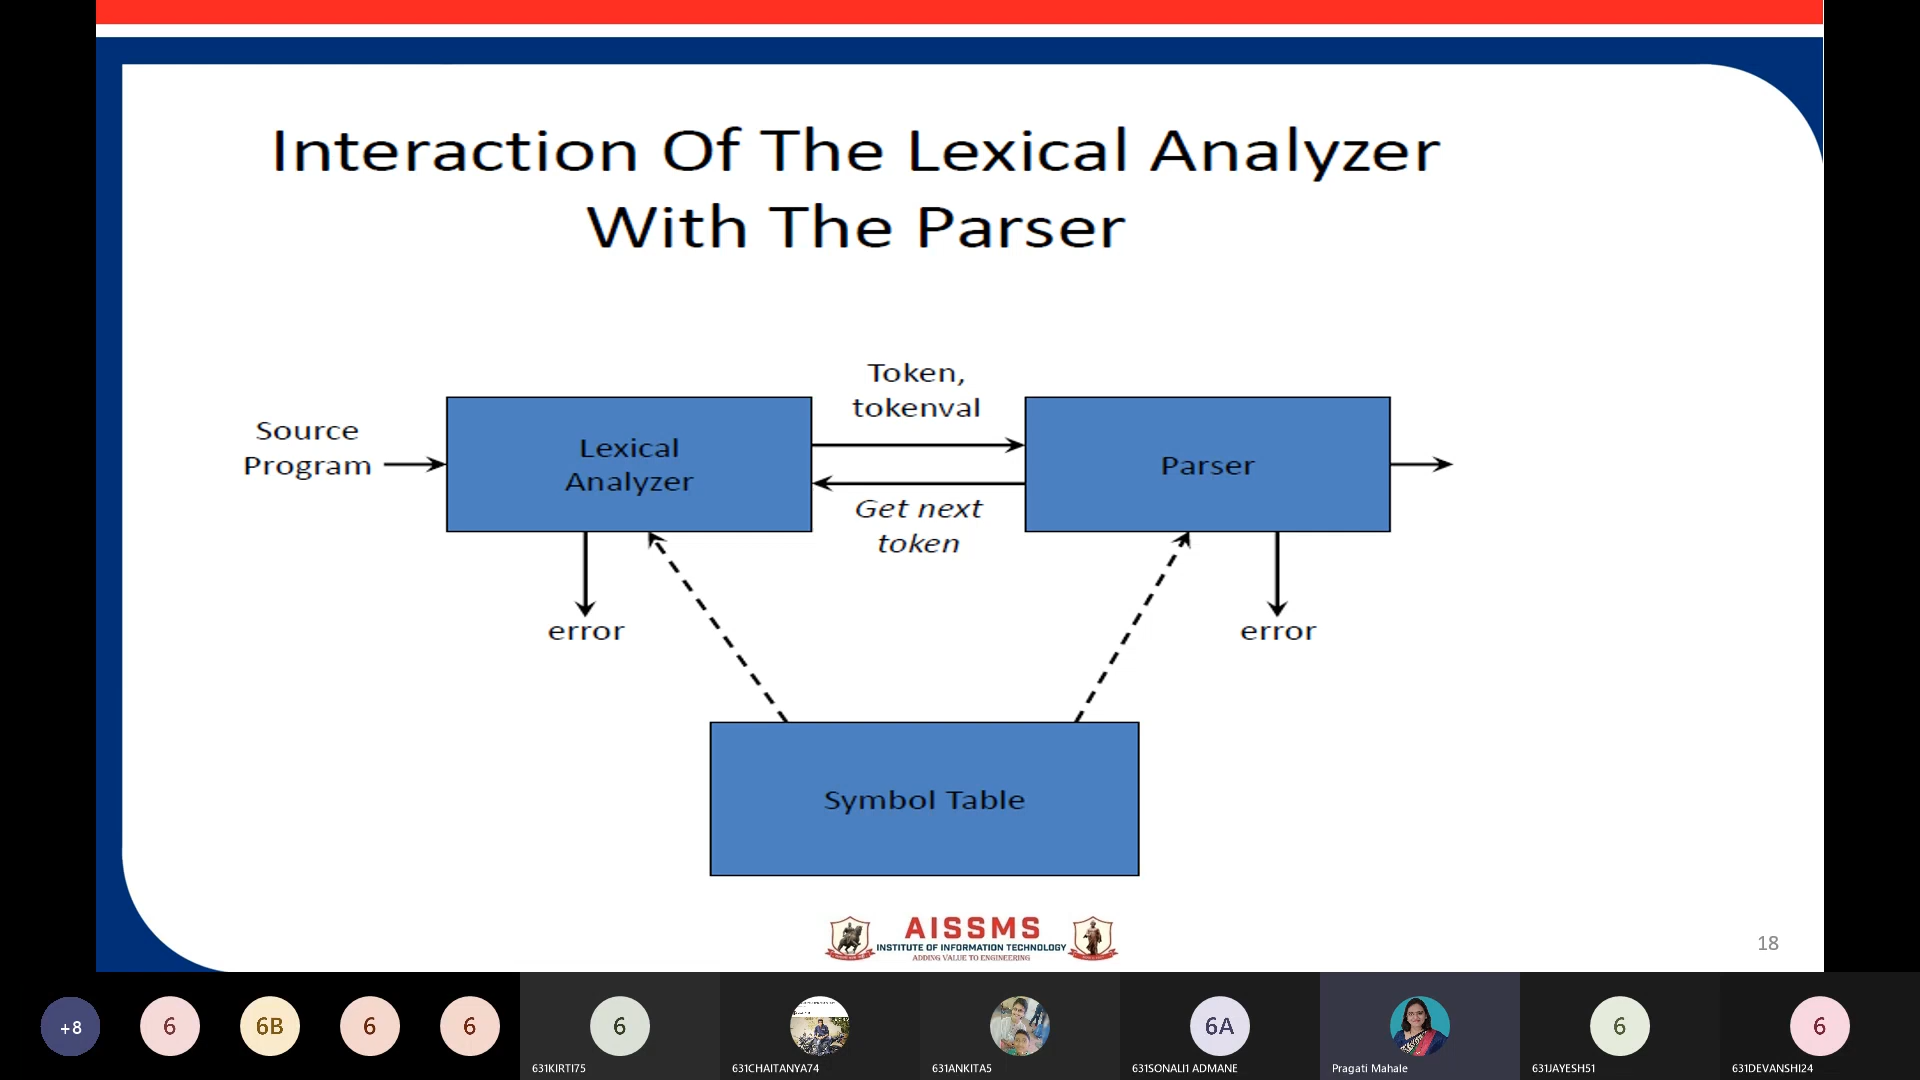 Interaction Of The Lexical Analyzer
With The Parser
Token,
tokenval
Source
Program
Lexical
Analyzer
Parser
Get next
token
error
error
Symbol Table
AISSMS
INSTITUTE OF INFORMATION TECHNOLOGY
ADDING VALUE TO ENGINEERING
18
+8
6
6B
6
6
6
6A
6
6
631KIRTI75
631CHAITANYA74
631ANKITA5
631SONALI1 ADMANE
Pragati Mahale
631JAYESH51
631DEVANSHI24